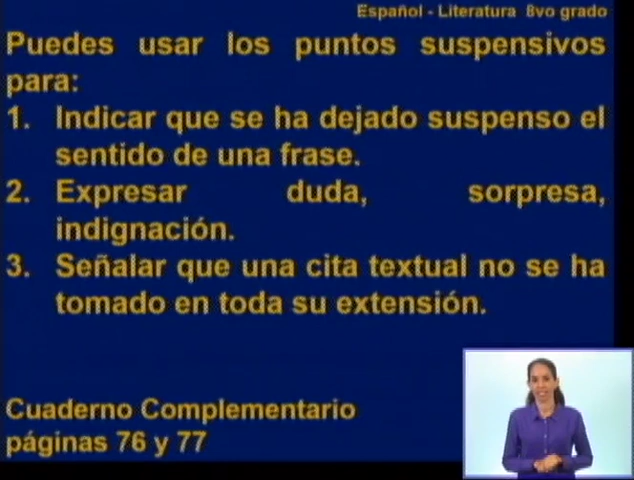 Español - Literatura 8vo grado
Puedes usar los puntos suspensivos
para:
1. Indicar que se ha dejado suspenso el
sentido de una frase.
2. Expresar duda, sorpresa,
indignación.
3. Señalar que una cita textual no se ha
tomado en toda su extensión.
Cuaderno Complementario
páginas 76 y 77